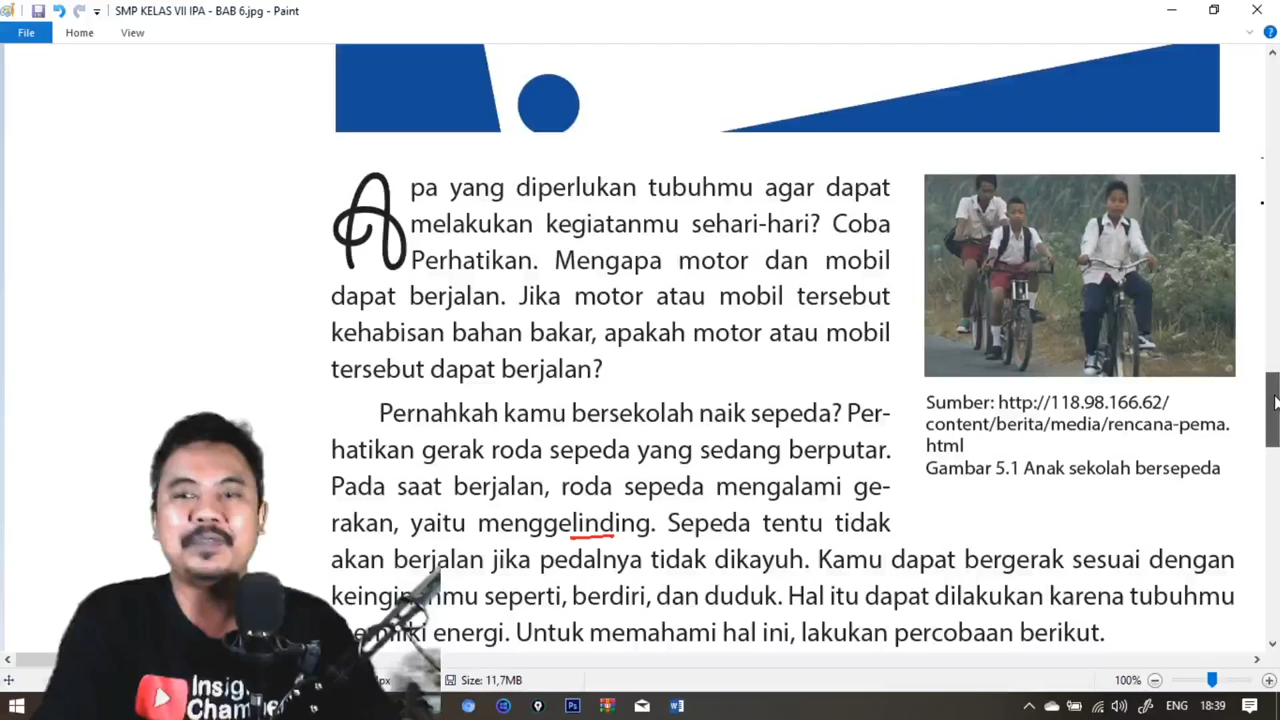 SMP KELAS VII IPA - BAB 6.jpg - Paint
File Home View
Apa yang diperlukan tubuhmu agar dapat
melakukan kegiatanmu sehari-hari? Coba
Perhatikan. Mengapa motor dan mobil
dapat berjalan. Jika motor atau mobil tersebut
kehabisan bahan bakar, apakah motor atau mobil
tersebut dapat berjalan?
Pernahkah kamu bersekolah naik sepeda? Per-
hatikan gerak roda sepeda yang sedang berputar.
Pada saat berjalan, roda sepeda mengalami ge-
rakan, yaitu menggelinding. Sepeda tentu tidak
akan berjalan jika pedalnya tidak dikayuh. Kamu dapat bergerak sesuai dengan
seperti, berdiri, dan duduk. Hal itu dapat dilakukan karena tubuhmu
energi. Untuk memahami hal ini, lakukan percobaan berikut.
Sumber: http://118.98.166.62/
content/berita/media/rencana-pema.
html
Gambar 5.1 Anak sekolah bersepeda
px
Size: 11,7MB
100%
ENG
18:39